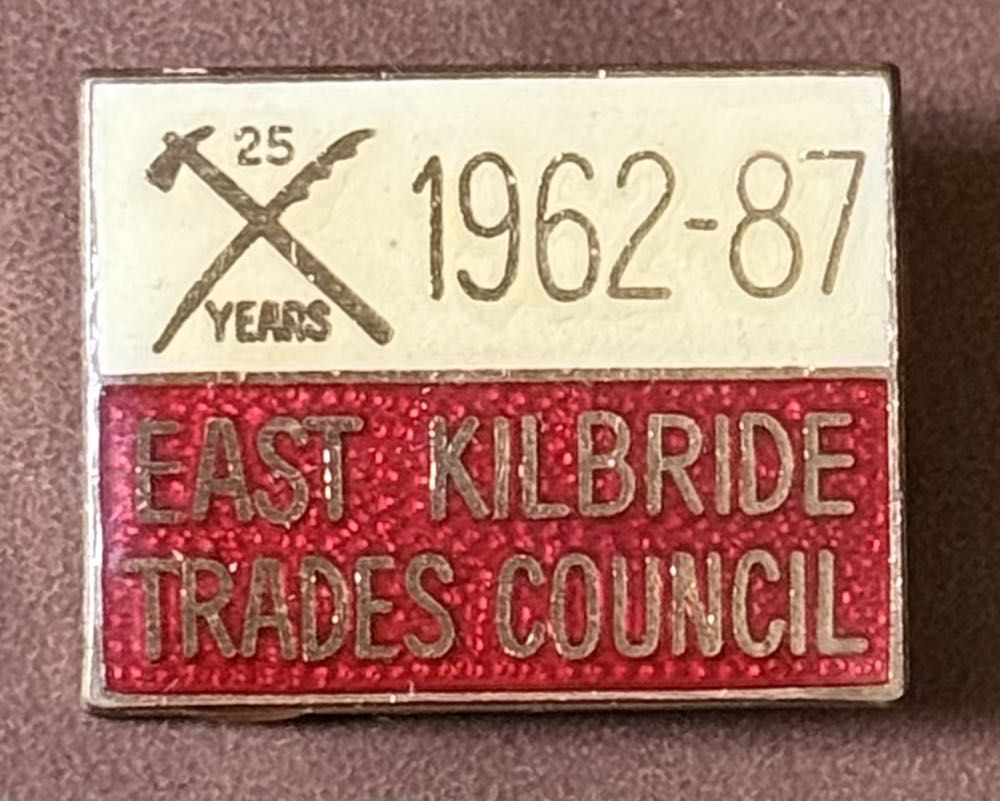 25
YEARS
1962-87
EAST KILBRIDE
TRADES COUNCIL